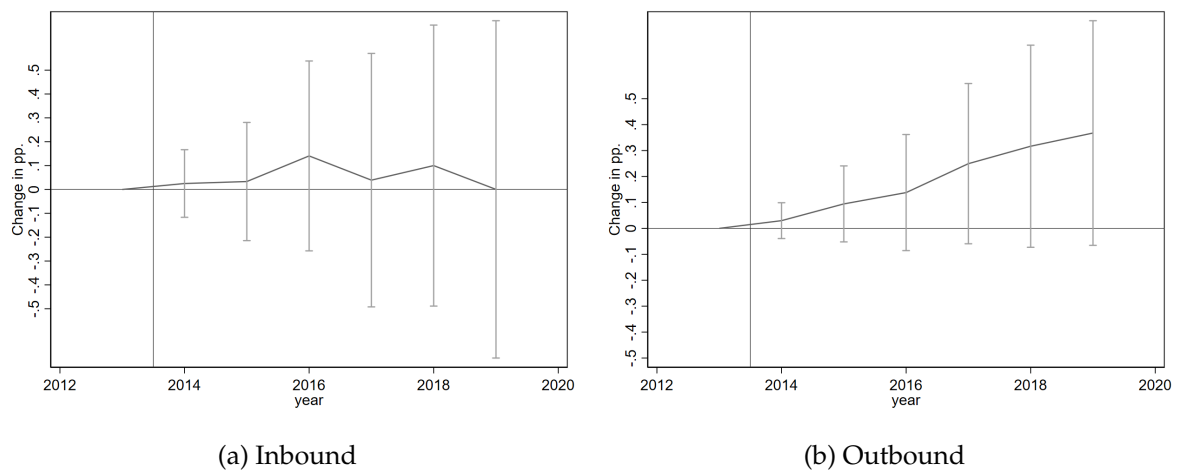 Change in pp.
.5
.4
.3
.2
.1
0
-.1
-.2
-.3
-.4
-.5
2012 2014 2016 2018 2020
year
(a) Inbound
Change in pp.
.5
.4
.3
.2
.1
0
-.1
-.2
-.3
-.4
-.5
2012 2014 2016 2018 2020
year
(b) Outbound